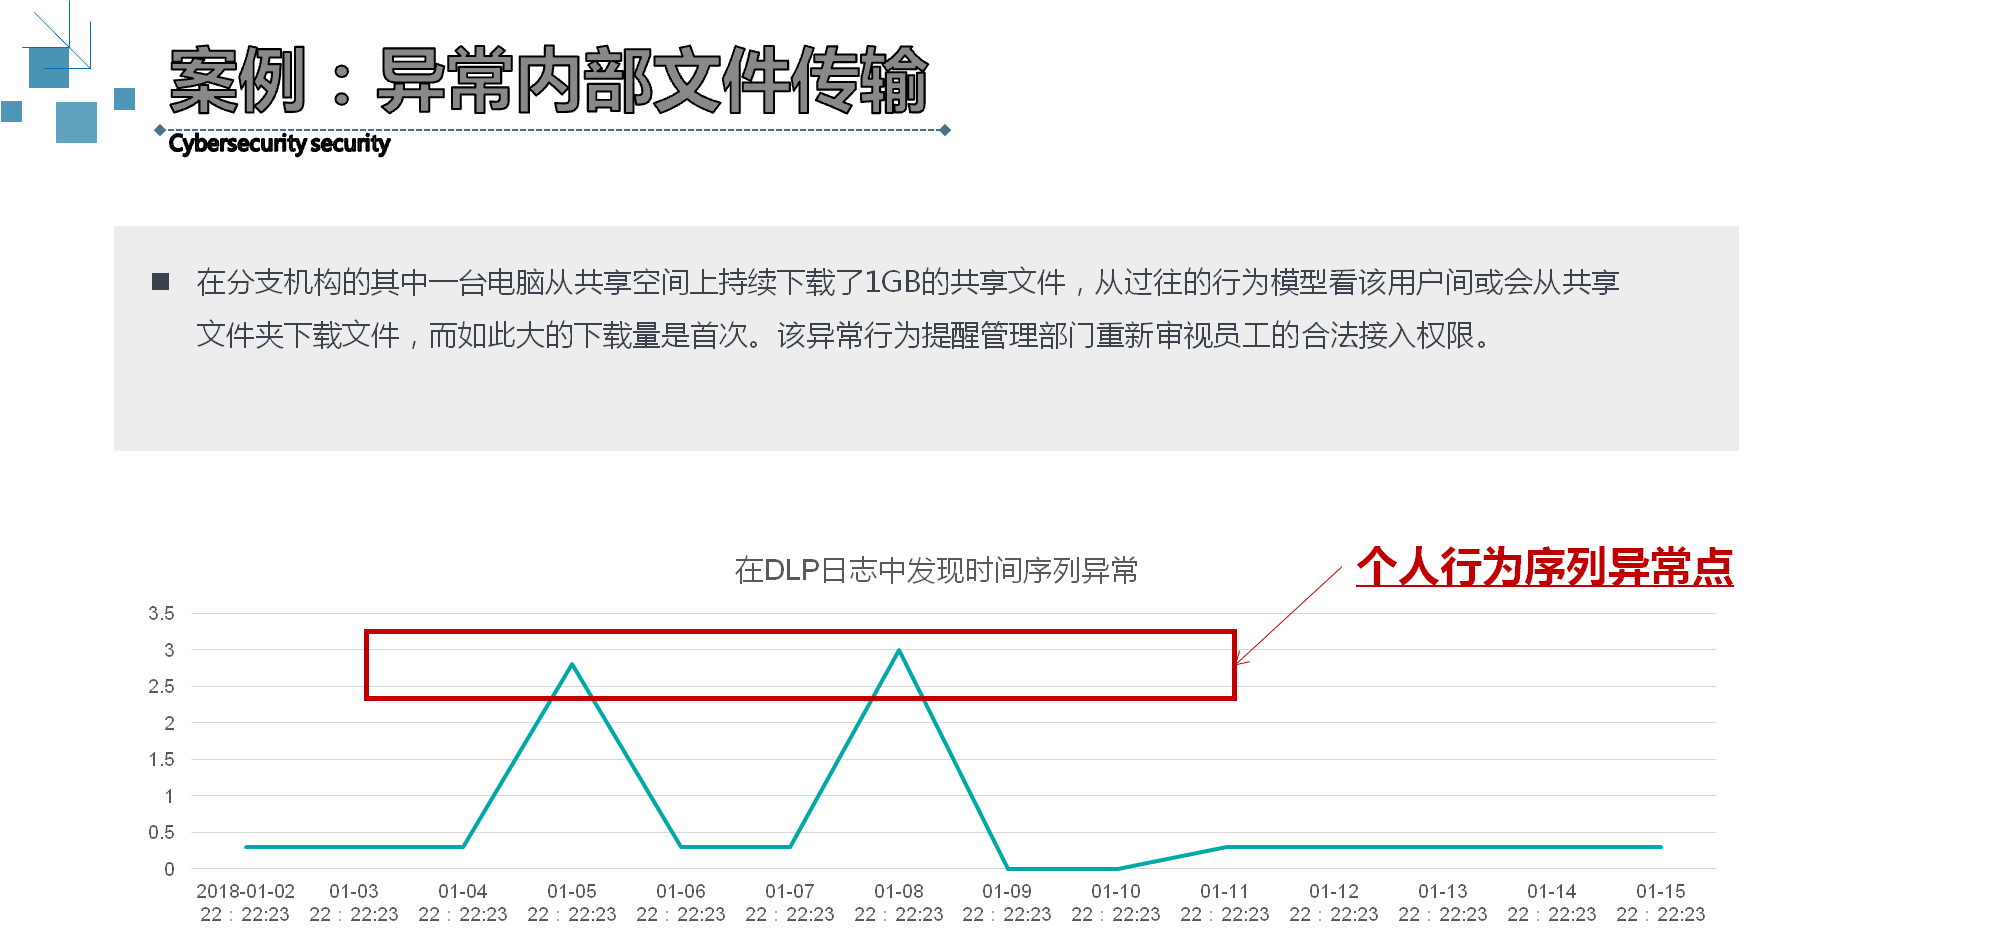 案例：异常内部文件传输
Cybersecurity security
在分支机构的其中一台电脑从共享空间上持续下载了1GB的共享文件，从过往的行为模型看该用户间或会从共享
文件夹下载文件，而如此大的下载量是首次。该异常行为提醒管理部门重新审视员工的合法接入权限。
在DLP日志中发现时间序列异常
个人行为序列异常点
3.5
3
2.5
2
1.5
1
0.5
0
2018-01-02 01-03 01-04 01-05 01-06 01-07 01-08 01-09 01-10 01-11 01-12 01-13 01-14 01-15
22：22:23 22：22:23 22：22:23 22：22:23 22：22:23 22：22:23 22：22:23 22：22:23 22：22:23 22：22:23 22：22:23 22：22:23 22：22:23 22：22:23